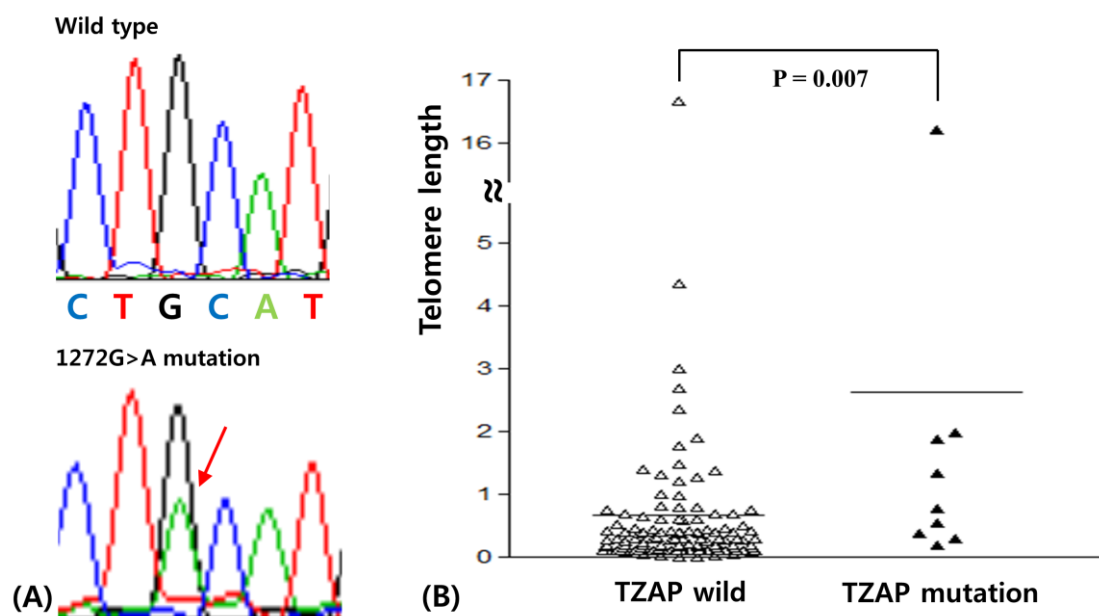 Wild type
C T G C A T
1272G>A mutation
(A)
P = 0.007
Telomere length
17
16
5
4
3
2
1
0
TZAP wild
TZAP mutation
(B)